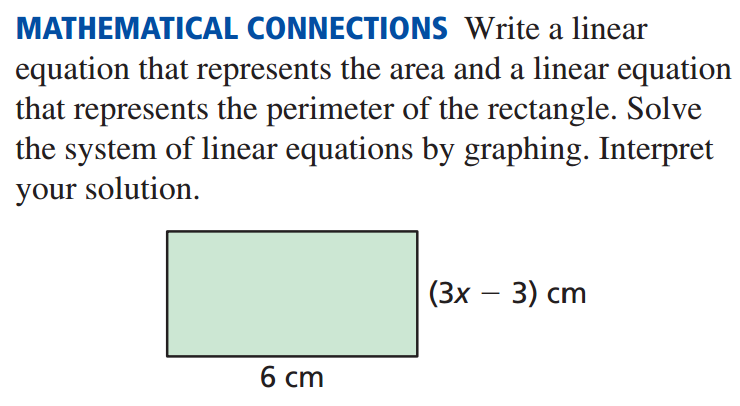 MATHEMATICAL CONNECTIONS Write a linear
equation that represents the area and a linear equation
that represents the perimeter of the rectangle. Solve
the system of linear equations by graphing. Interpret
your solution.
(3x − 3) cm
6 cm